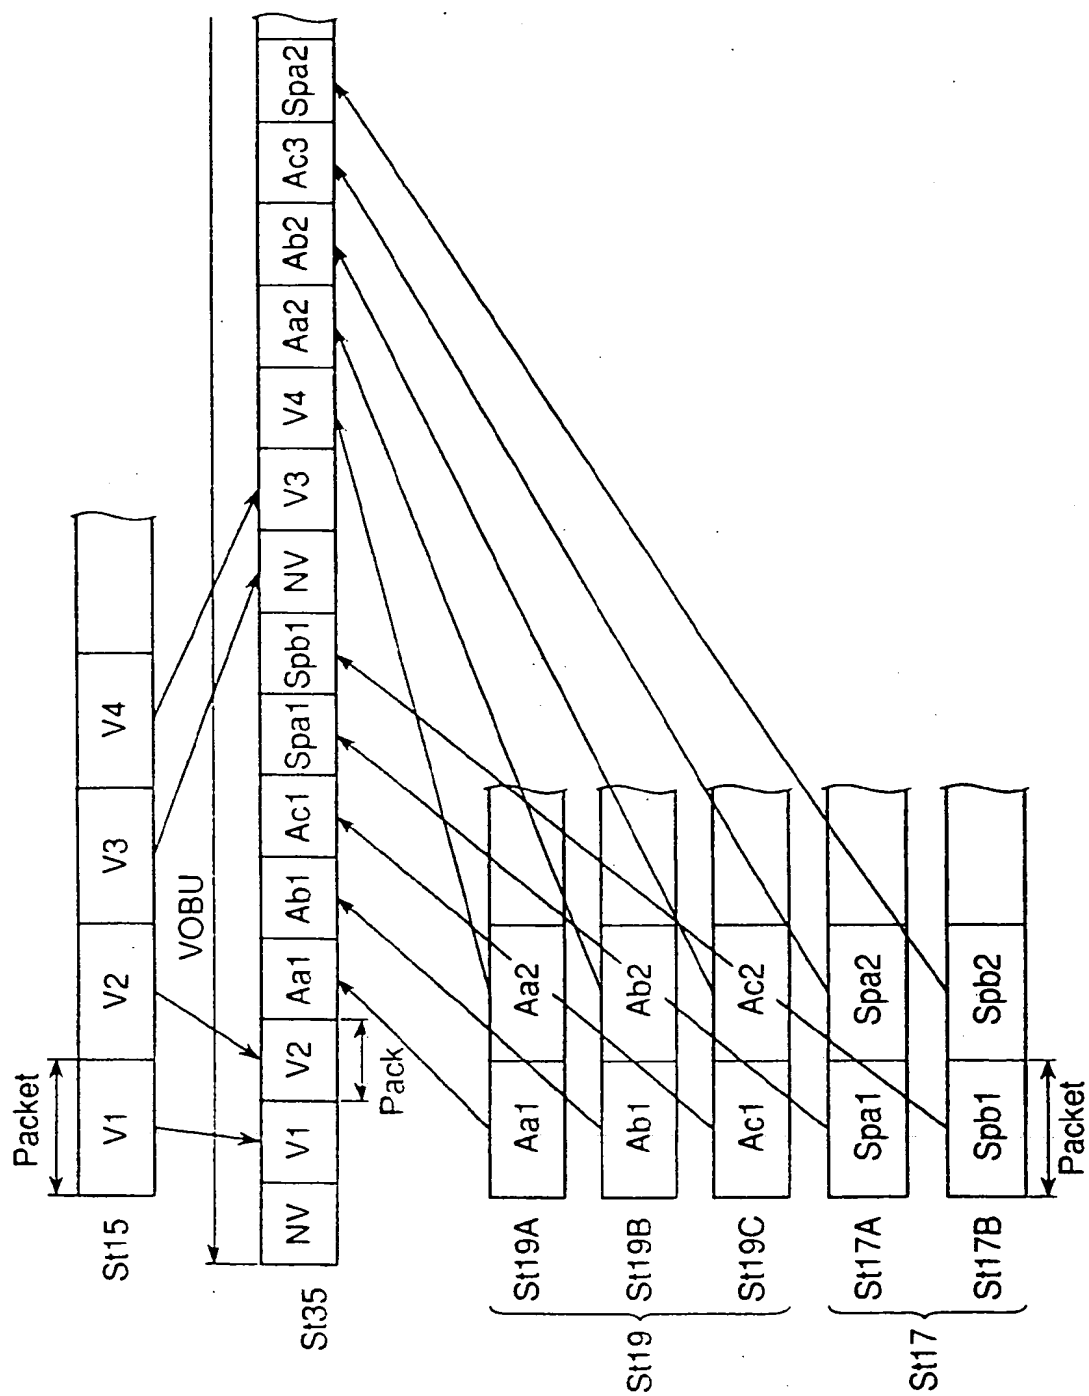 Packet
St15 V1 V2 V3 V4
VOBU
St35 NV V1 V2 Aa1 Ab1 Ac1 Spa1 Spb1 NV V3 V4 Aa2 Ab2 Ac3 Spa2
Pack
St19
St19A Aa1 Aa2
St19B Ab1 Ab2
St19C Ac1 Ac2
St17
St17A Spa1 Spa2
St17B Spb1 Spb2
Packet